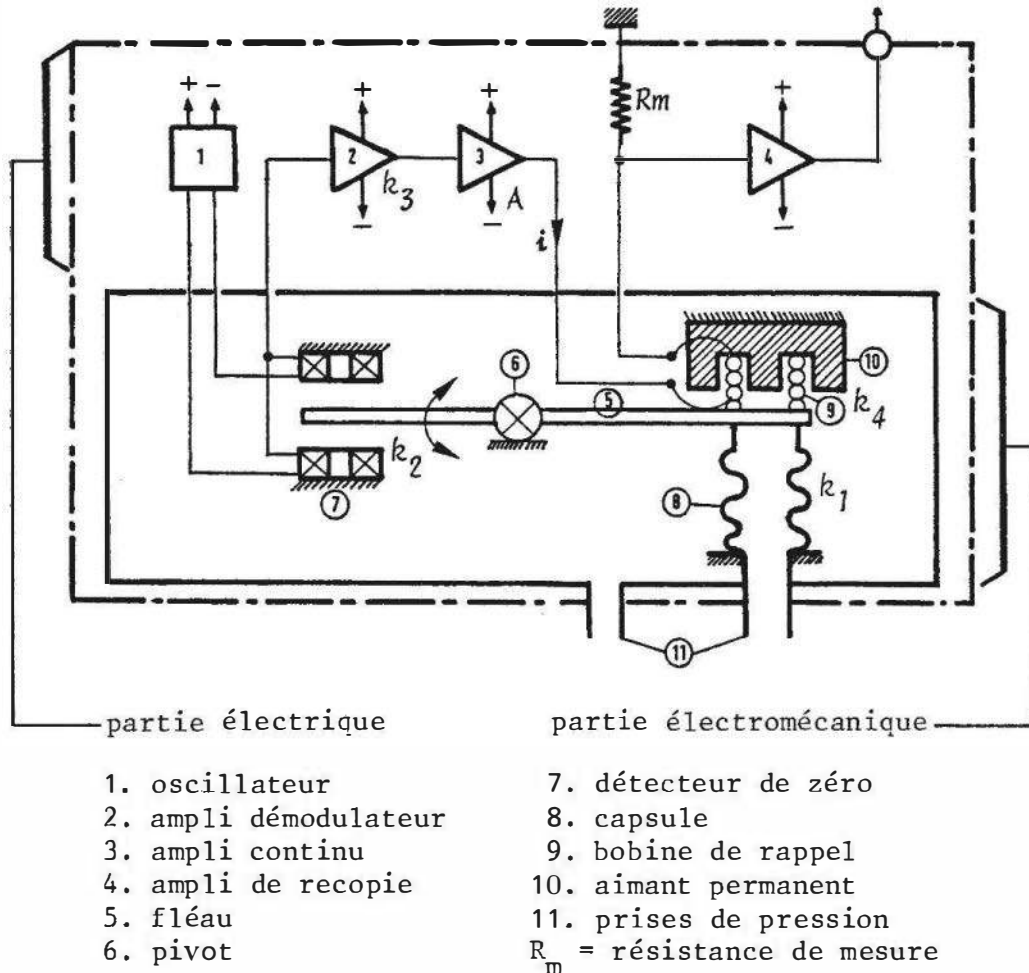 + -
1
+
2
-
k3
+
3
-
A
i
Rm
+
4
-
6
5
10
9
k4
k2
7
8
k1
11
partie électrique
partie électromécanique
1. oscillateur
2. ampli démodulateur
3. ampli continu
4. ampli de recopie
5. fléau
6. pivot
7. détecteur de zéro
8. capsule
9. bobine de rappel
10. aimant permanent
11. prises de pression
Rm = résistance de mesure